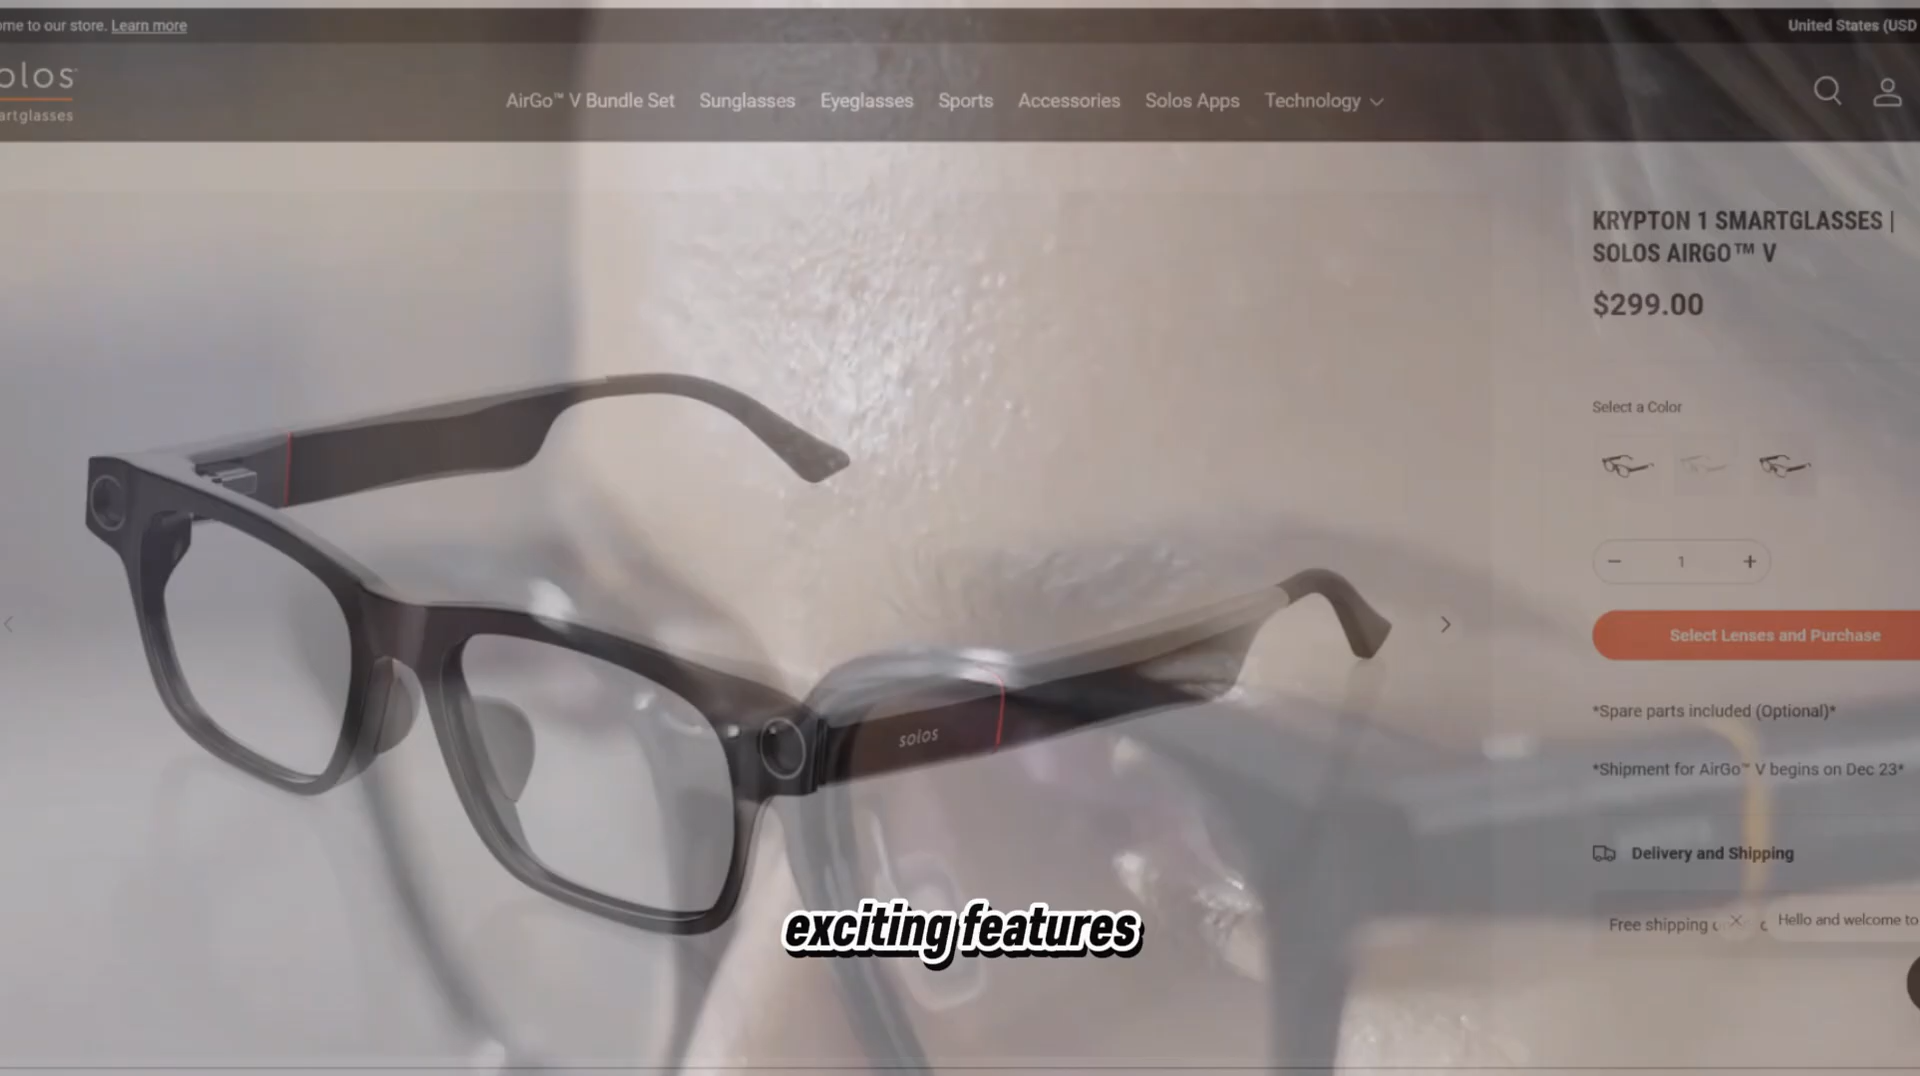 ome to our store. Learn more
United States (USD
olos
artglasses
AirGo™ V Bundle Set Sunglasses Eyeglasses Sports Accessories Solos Apps Technology
KRYPTON 1 SMARTGLASSES |
SOLOS AIRGO™ V
$299.00
Select a Color
1
Select Lenses and Purchase
solos
*Spare parts included (Optional)*
*Shipment for AirGo™ V begins on Dec 23*
Delivery and Shipping
Free shipping
Hello and welcome to
exciting features